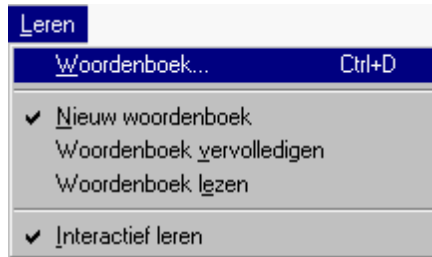 Leren
Woordenboek... Ctrl+D
Nieuw woordenboek
Woordenboek vervolledigen
Woordenboek lezen
Interactief leren